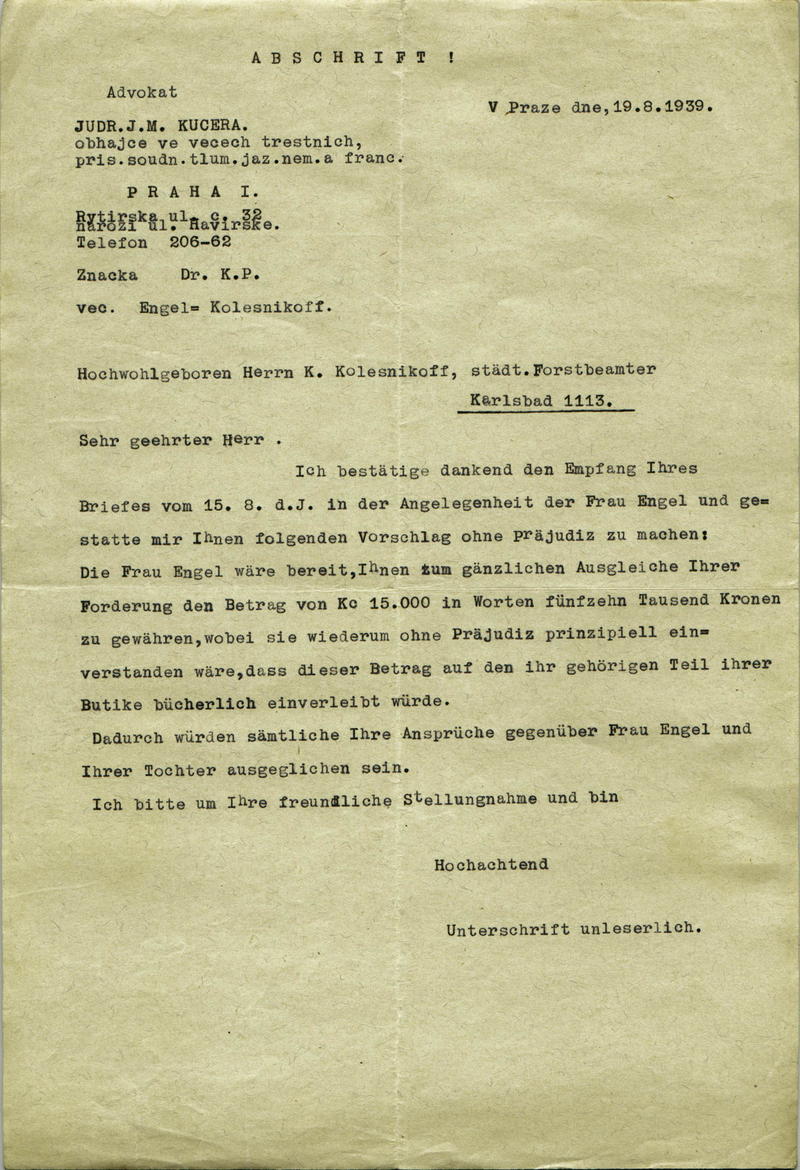 A B S C H R I F T !
Advokat
V Praze dne,19.8.1939.
JUDR.J.M. KUCERA.
obhajce ve vecech trestnich,
pris.soudn.tlum.jaz.nem.a franc.
P R A H A I.
Rytirska ul. c. 32
narozi ul. Havirske.
Telefon 206-62
Znacka Dr. K.P.
vec. Engel= Kolesnikoff.
Hochwohlgeboren Herrn K. Kolesnikoff, städt.Forstbeamter
Karlsbad 1113.
Sehr geehrter Herr .
Ich bestätige dankend den Empfang Ihres
Briefes vom 15. 8. d.J. in der Angelegenheit der Frau Engel und ge=
statte mir Ihnen folgenden Vorschlag ohne Präjudiz zu machen:
Die Frau Engel wäre bereit,Ihnen zum gänzlichen Ausgleiche Ihrer
Forderung den Betrag von Kc 15.000 in Worten fünfzehn Tausend Kronen
zu gewähren,wobei sie wiederum ohne Präjudiz prinzipiell ein=
verstanden wäre,dass dieser Betrag auf den ihr gehörigen Teil ihrer
Butike bücherlich einverleibt würde.
Dadurch würden sämtliche Ihre Ansprüche gegenüber Frau Engel und
Ihrer Tochter ausgeglichen sein.
Ich bitte um Ihre freundliche Stellungnahme und bin
Hochachtend
Unterschrift unleserlich.